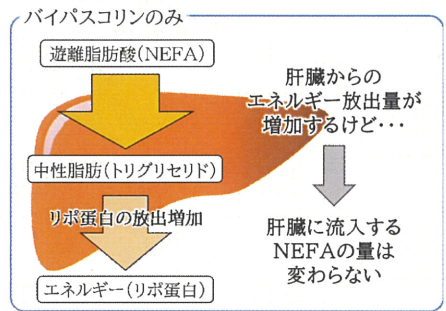 バイパスコリンのみ
遊離脂肪酸(NEFA)
中性脂肪(トリグリセリド)
リポ蛋白の放出増加
エネルギー(リポ蛋白)
肝臓からの
エネルギー放出量が
増加するけど・・・
肝臓に流入する
NEFAの量は
変わらない